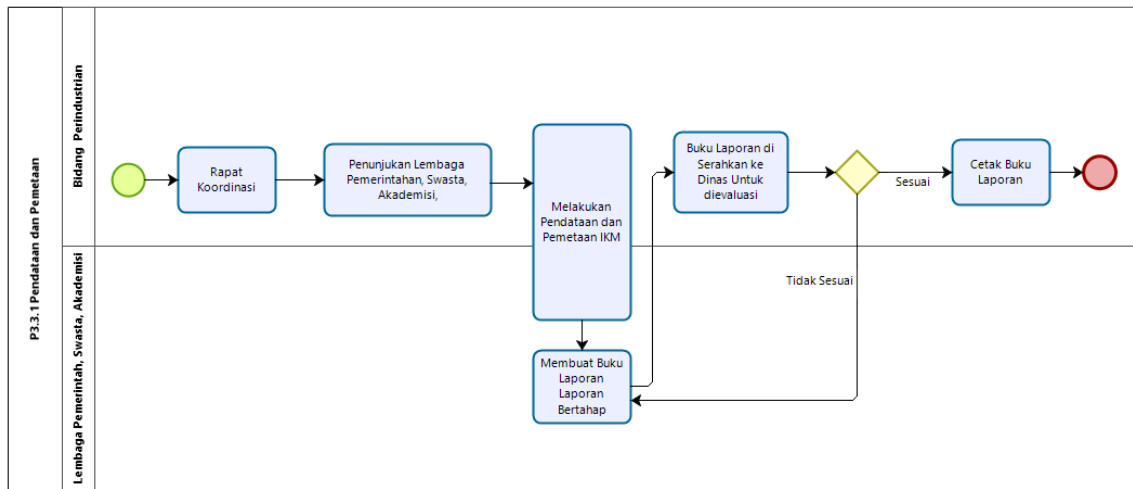 P3.3.1 Pendataan dan Pemetaan
Bidang Perindustrian
Rapat
Koordinasi
Penunjukan Lembaga
Pemerintahan, Swasta,
Akademisi,
Melakukan
Pendataan dan
Pemetaan IKM
Buku Laporan di
Serahkan ke
Dinas Untuk
dievaluasi
Sesuai
Cetak Buku
Laporan
Lembaga Pemerintah, Swasta, Akademisi
Tidak Sesuai
Membuat Buku
Laporan
Laporan
Bertahap